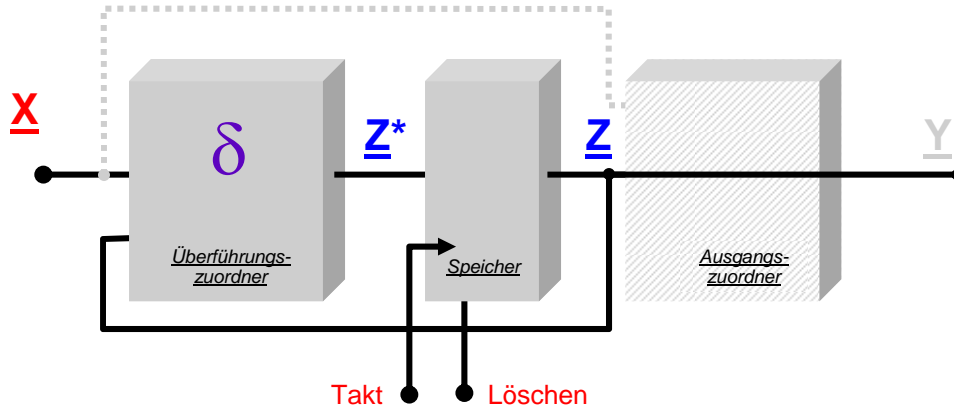 X
δ
Z*
Z
Y
Überführungs-
zuordner
Speicher
Ausgangs-
zuordner
Takt
Löschen